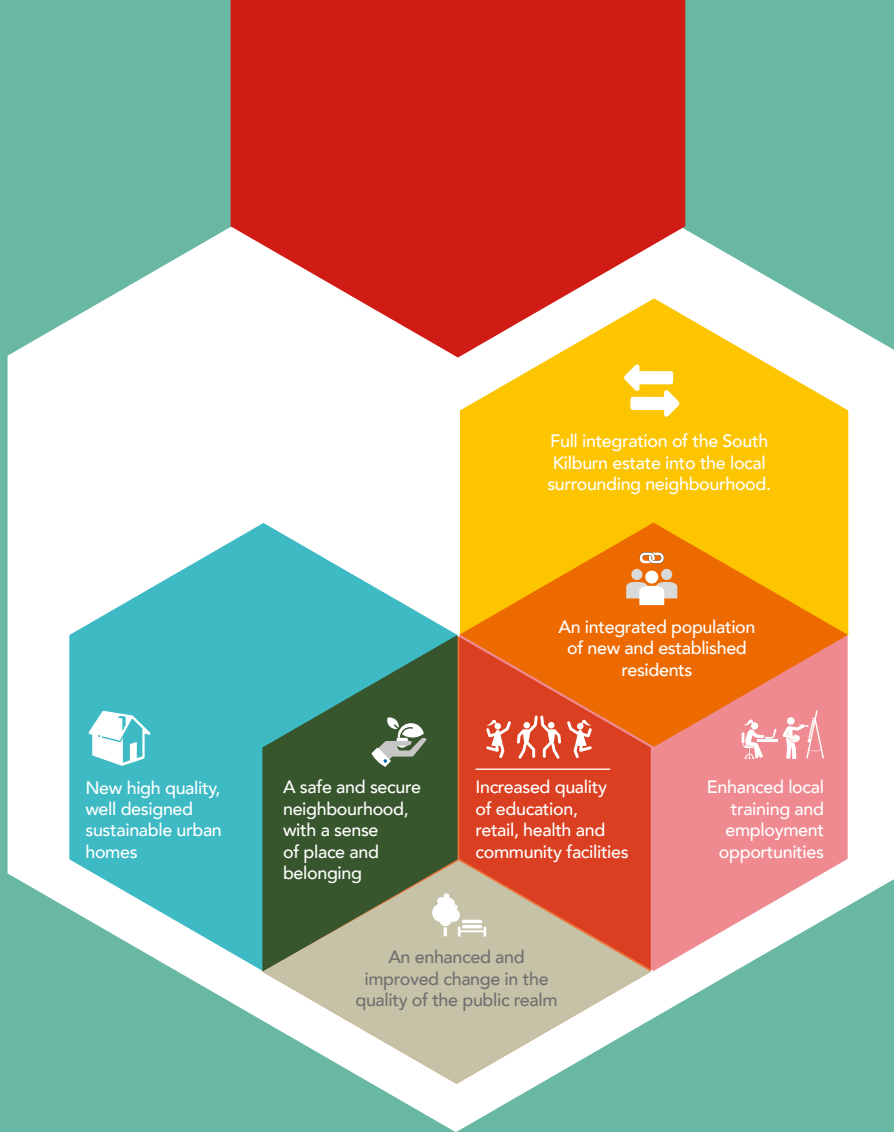 Full integration of the South
Kilburn estate into the local
surrounding neighbourhood.
An integrated population
of new and established
residents
New high quality,
well designed
sustainable urban
homes
A safe and secure
neighbourhood,
with a sense
of place and
belonging
Increased quality
of education,
retail, health and
community facilities
Enhanced local
training and
employment
opportunities
An enhanced and
improved change in the
quality of the public realm